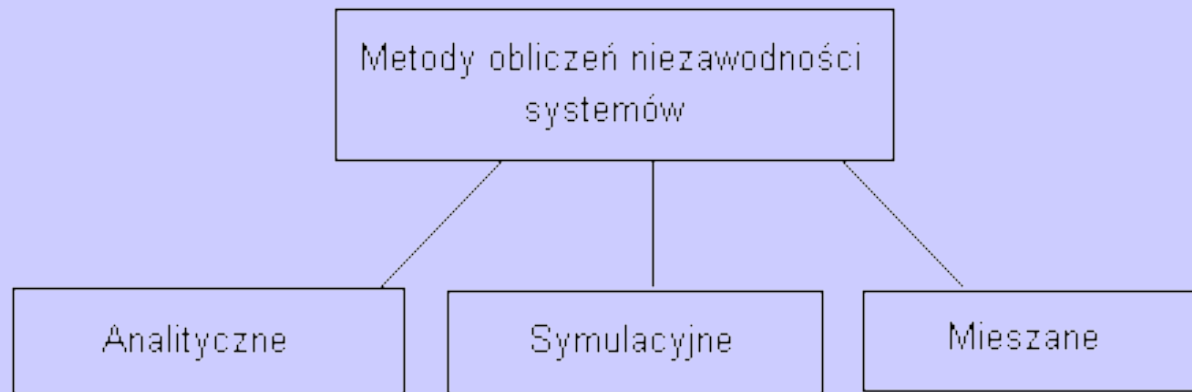 Metody obliczeń niezawodności
systemów
Analityczne
Symulacyjne
Mieszane